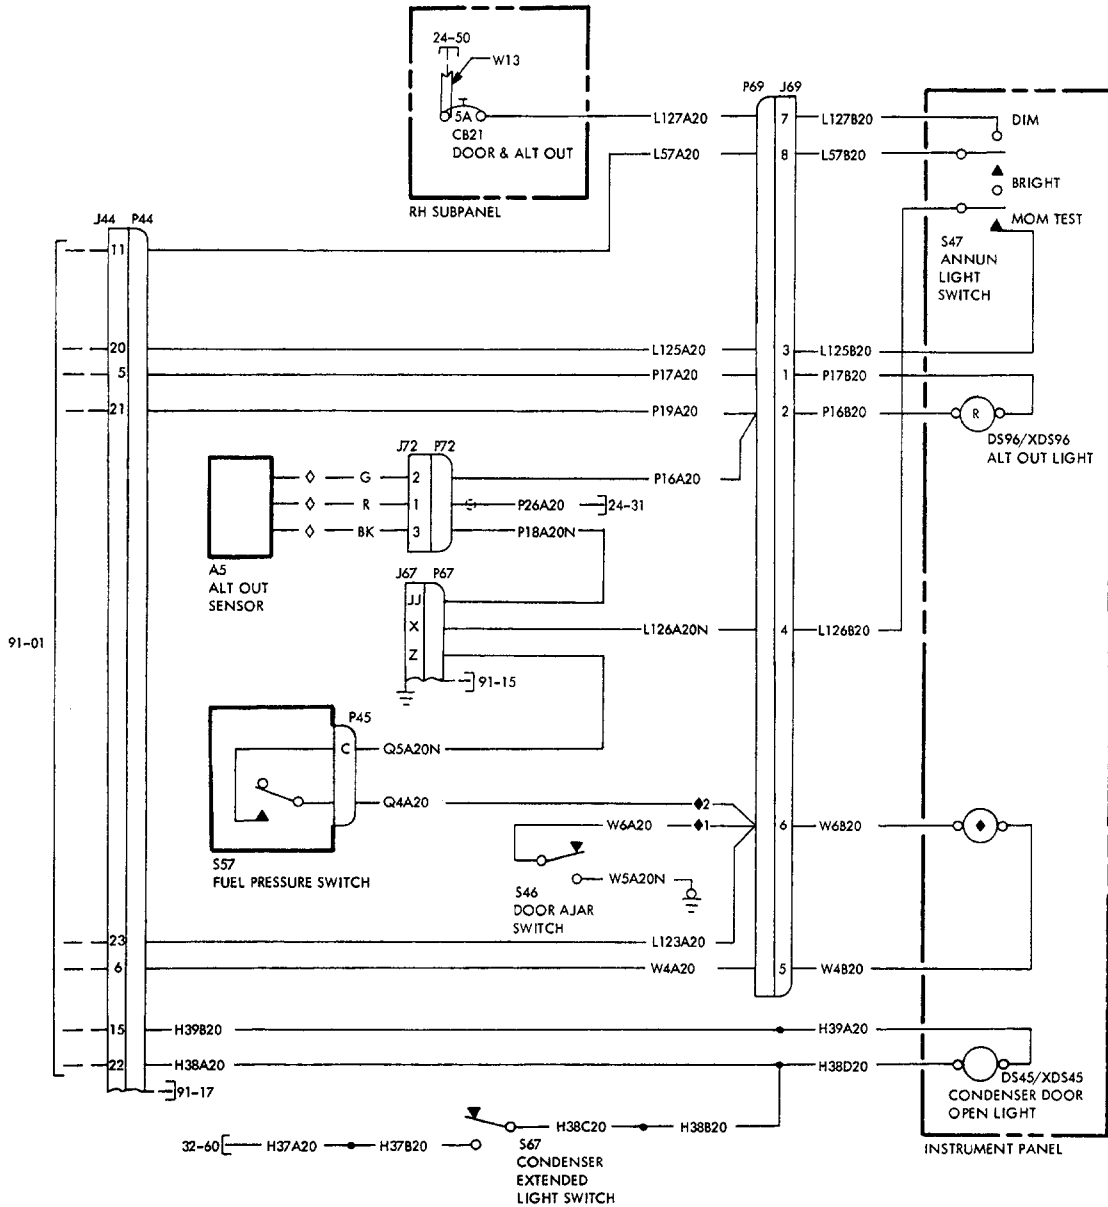 24-50
W13
5A
CB21
DOOR & ALT OUT
RH SUBPANEL
L127A20
L57A20
P69 J69
7 L127B20
8 L57B20
DIM
BRIGHT
MOM TEST
S47
ANNUN
LIGHT
SWITCH
J44 P44
11
20 L125A20 3 L125B20
5 P17A20 1 P17B20
21 P19A20 2 P16B20
R
DS96/XDS96
ALT OUT LIGHT
J72 P72
G 2 P16A20
R 1 P26A20 24-31
BK 3 P18A20N
A5
ALT OUT
SENSOR
J67 P67
JJ
X L126A20N 4 L126B20
Z
91-15
91-01
P45
C Q5A20N
Q4A20 2
W6A20 1 6 W6B20
S57
FUEL PRESSURE SWITCH
W5A20N
S46
DOOR AJAR
SWITCH
23 L123A20
6 W4A20 5 W4B20
15 H39B20 H39A20
22 H38A20 H38D20
91-17
DS45/XDS45
CONDENSER DOOR
OPEN LIGHT
H38C20 H38B20
32-60 H37A20 H37B20
S67
CONDENSER
EXTENDED
LIGHT SWITCH
INSTRUMENT PANEL